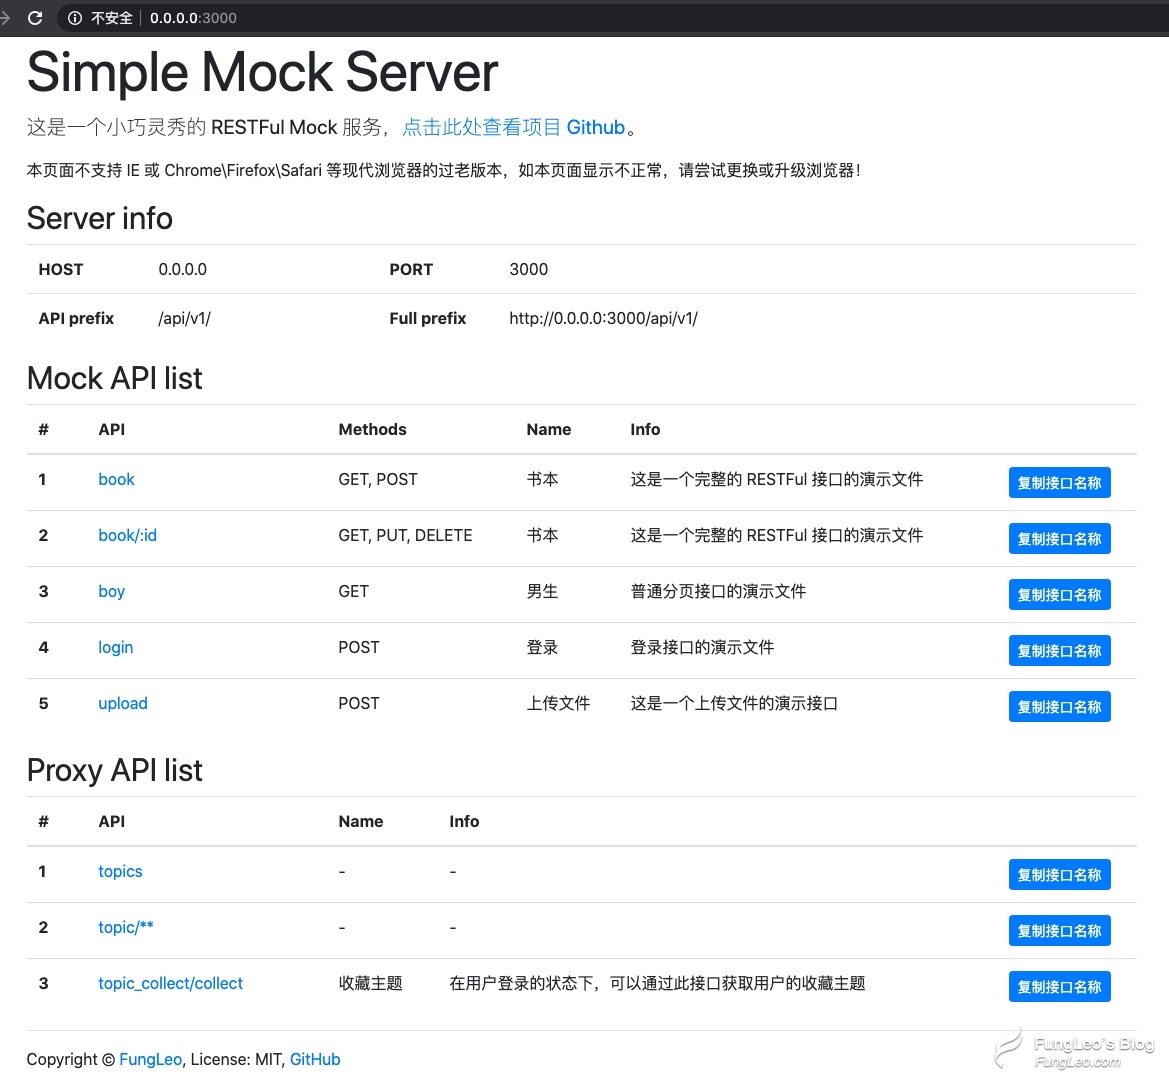 不安全 0.0.0.0:3000
Simple Mock Server
这是一个小巧灵秀的 RESTFul Mock 服务，点击此处查看项目 Github。
本页面不支持 IE 或 Chrome\Firefox\Safari 等现代浏览器的过老版本，如本页面显示不正常，请尝试更换或升级浏览器！
Server info
HOST 0.0.0.0 PORT 3000
API prefix /api/v1/ Full prefix http://0.0.0.0:3000/api/v1/
Mock API list
# API Methods Name Info
1 book GET, POST 书本 这是一个完整的 RESTFul 接口的演示文件 复制接口名称
2 book/:id GET, PUT, DELETE 书本 这是一个完整的 RESTFul 接口的演示文件 复制接口名称
3 boy GET 男生 普通分页接口的演示文件 复制接口名称
4 login POST 登录 登录接口的演示文件 复制接口名称
5 upload POST 上传文件 这是一个上传文件的演示接口 复制接口名称
Proxy API list
# API Name Info
1 topics - - 复制接口名称
2 topic/** - - 复制接口名称
3 topic_collect/collect 收藏主题 在用户登录的状态下，可以通过此接口获取用户的收藏主题 复制接口名称
Copyright © FungLeo, License: MIT, GitHub
FungLeo's Blog
FungLeo.com